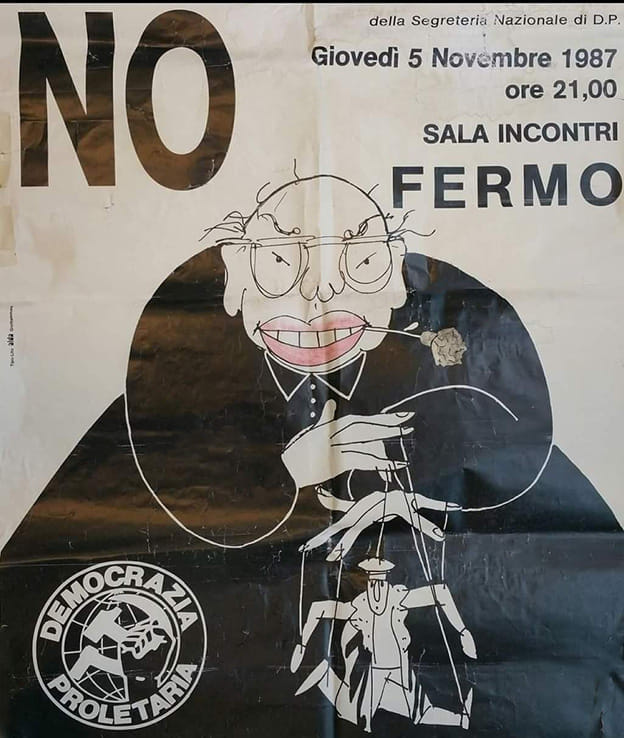 NO
della Segreteria Nazionale di D.P.
Giovedì 5 Novembre 1987
ore 21,00
SALA INCONTRI
FERMO
DEMOCRAZIA
PROLETARIA